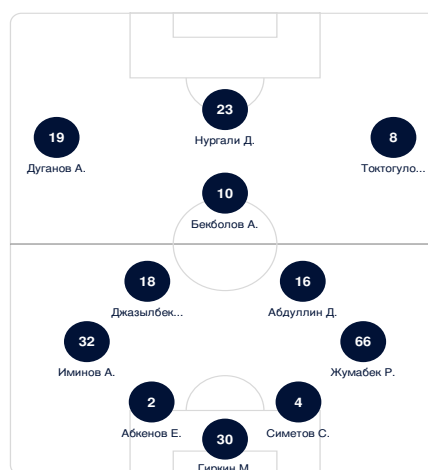 23
Нургали Д.
19
8
Дуганов А.
Токтогуло...
10
Бекболов А.
18
16
Джазылбек...
Абдуллин Д.
32
66
Иминов А.
Жумабек Р.
2
4
Абкенов Е.
Симетов С.
30
Гиркин М.